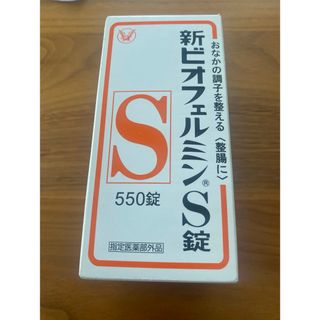 おなかの調子を整える〈整腸に〉
新ビオフェルミン®S錠
S
550錠
指定医薬部外品